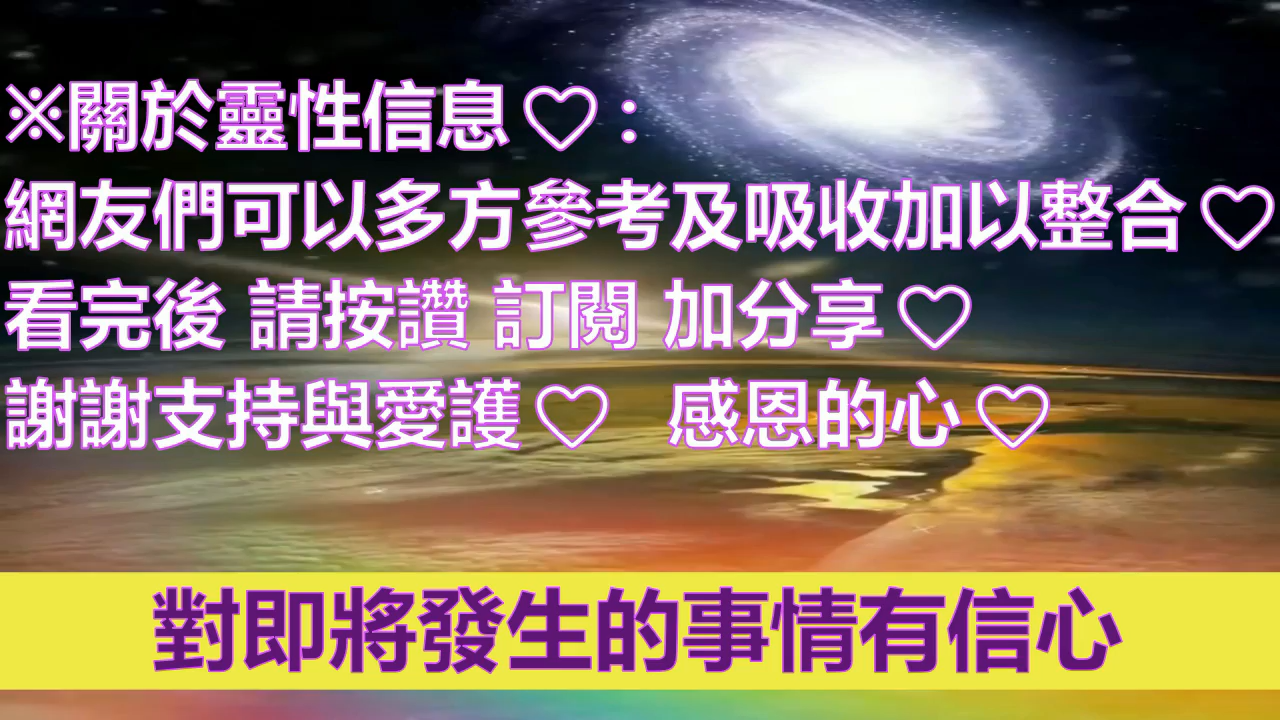 ※關於靈性信息♡：
網友們可以多方參考及吸收加以整合♡
看完後 請按讚 訂閱 加分享♡
謝謝支持與愛護♡ 感恩的心♡
對即將發生的事情有信心